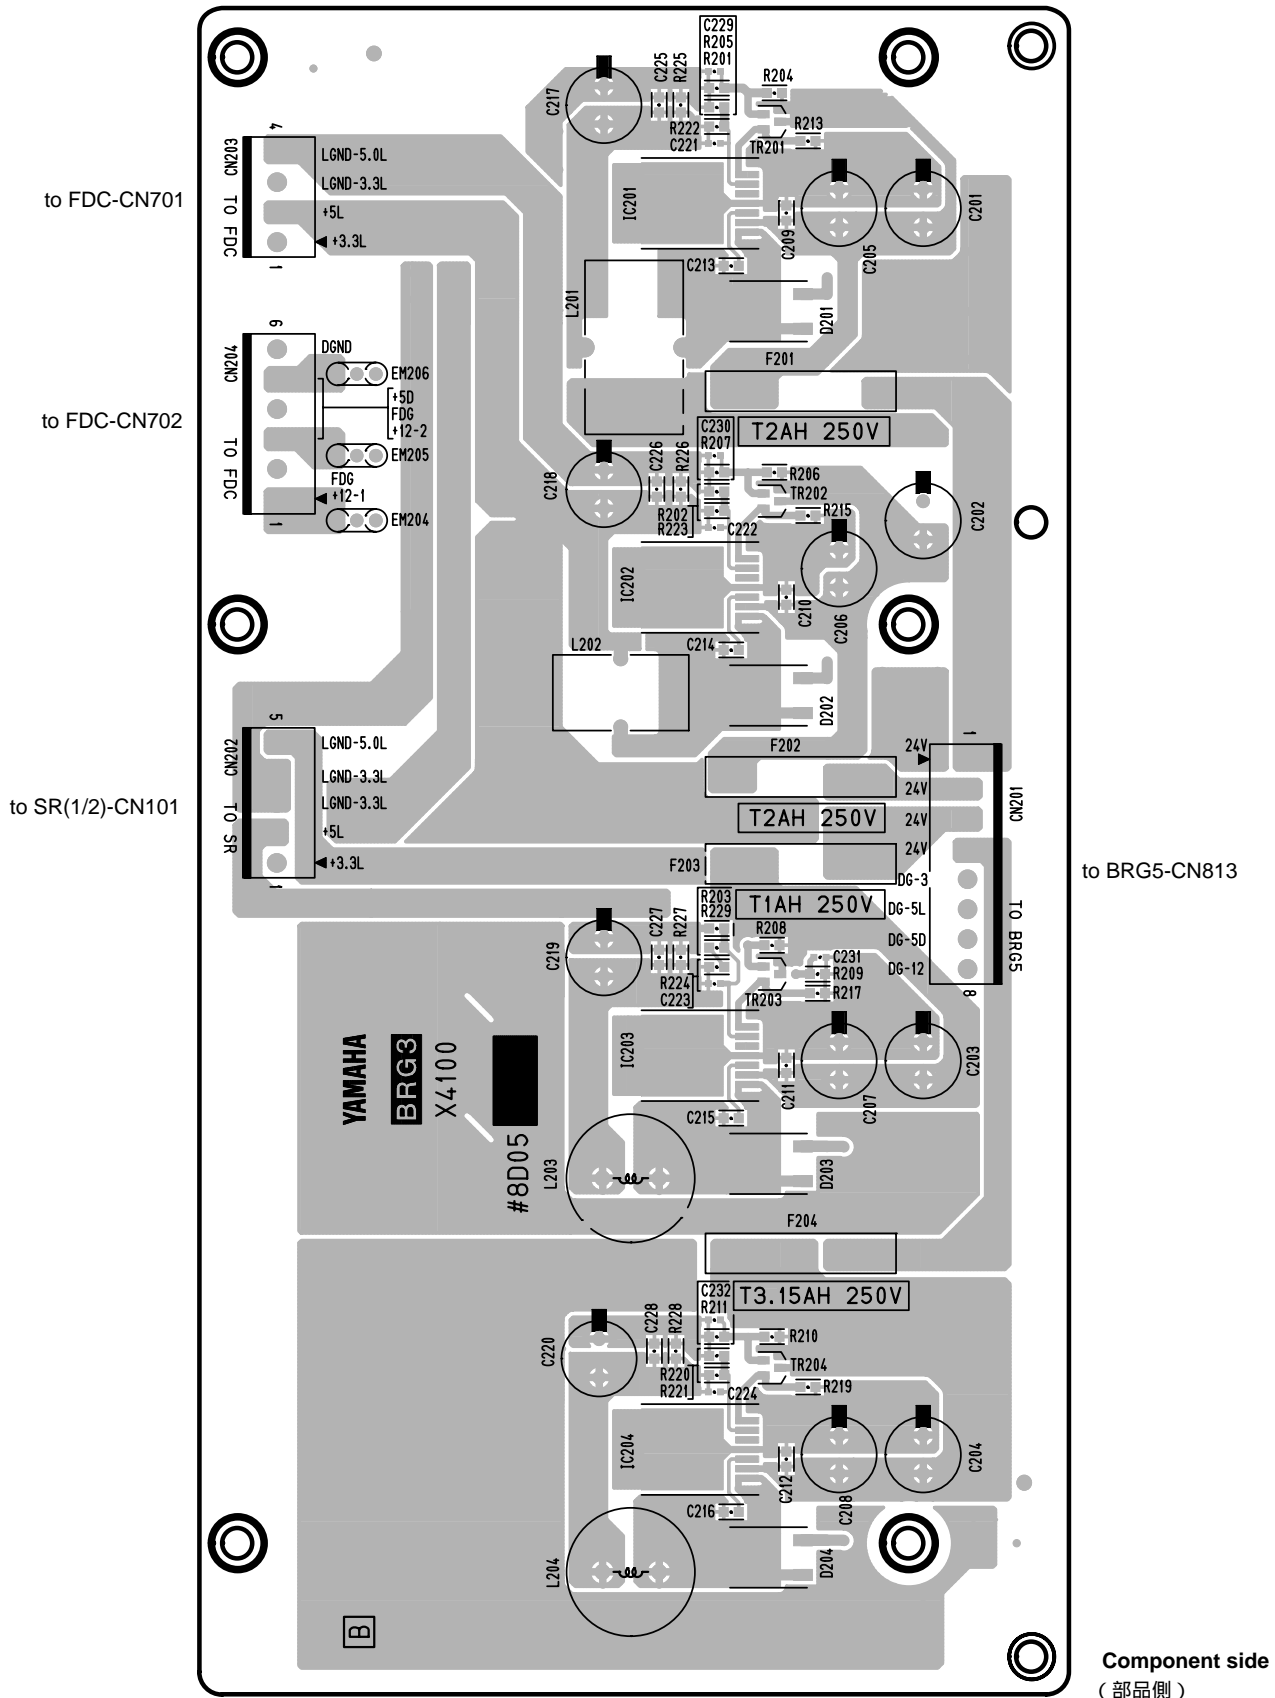 C229
R205
R201
C225
R225
C217
R204
R222
C221
TR201
R213
4
CN203
TO FDC
LGND-5.0L
LGND-3.3L
+5L
+3.3L
1
to FDC-CN701
IC201
C209
C205
C201
C213
L201
D201
F201
T2AH 250V
6
CN204
TO FDC
DGND
EM206
+5D
FDG
+12-2
EM205
FDG
+12-1
EM204
1
to FDC-CN702
C230
R207
C226
R226
C218
R206
TR202
R215
R202
R223
C222
C202
IC202
C210
C206
L202
C214
D202
F202
T2AH 250V
5
CN202
TO SR
LGND-5.0L
LGND-3.3L
LGND-3.3L
+5L
+3.3L
1
to SR(1/2)-CN101
1
24V
24V
24V
24V
DG-3
DG-5L
DG-5D
DG-12
8
CN201
TO BRG5
to BRG5-CN813
F203
T1AH 250V
R203
R229
C227
R227
C219
R208
C231
R209
R217
R224
C223
TR203
IC203
C211
C207
C203
C215
L203
D203
YAMAHA
BRG3
X4100
#8D05
F204
T3.15AH 250V
C232
R211
C228
R228
C220
R210
TR204
R219
R220
R221
C224
IC204
C212
C208
C204
C216
L204
D204
B
Component side
(部品側)